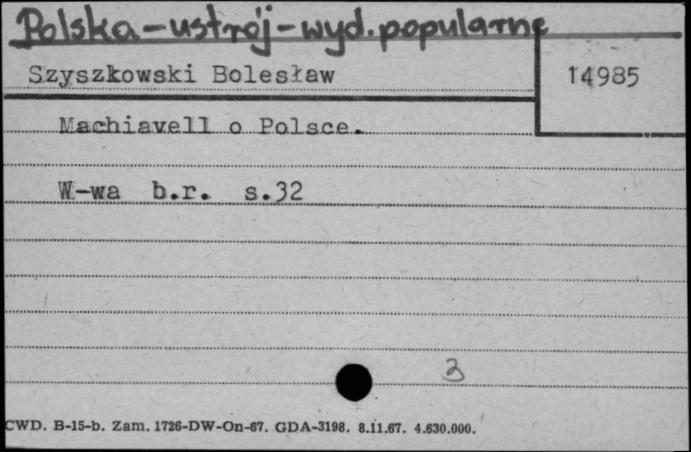 Polska-ustrój-wyd. popularne
Szyszkowski Bolesław
14985
Machiavell o Polsce.
W-wa b.r. s.32
3
CWD. B-15-b. Zam. 1726-DW-On-67. GDA-3198. 8.11.67. 4.630.000.